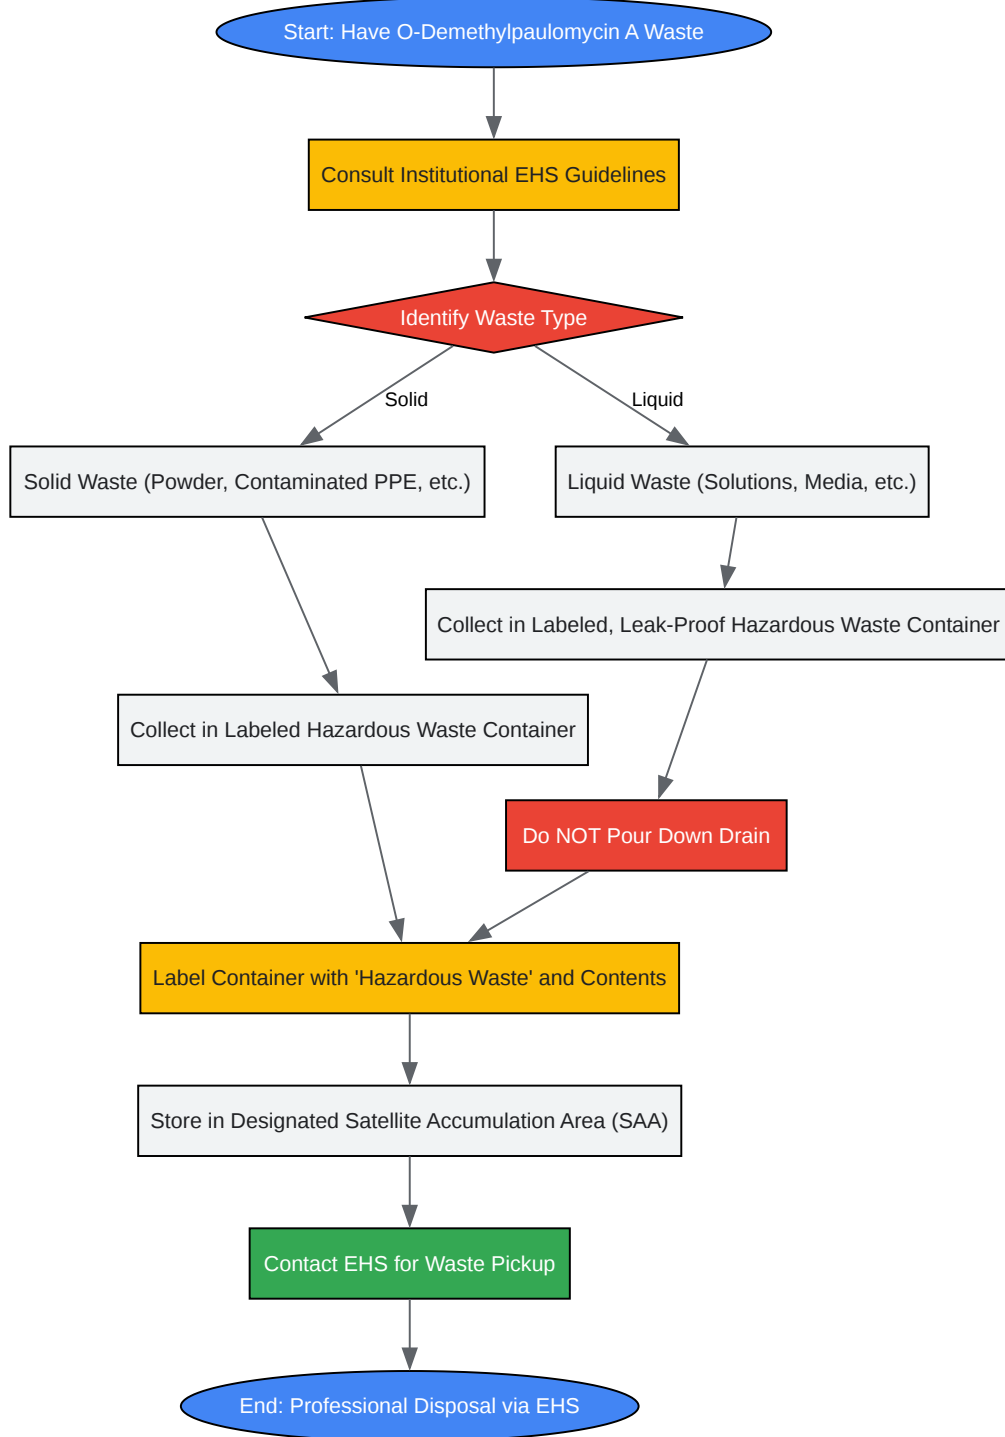 Start: Have O-Demethylpaulomycin A Waste
Consult Institutional EHS Guidelines
Identify Waste Type
Solid
Liquid
Solid Waste (Powder, Contaminated PPE, etc.)
Liquid Waste (Solutions, Media, etc.)
Collect in Labeled, Leak-Proof Hazardous Waste Container
Collect in Labeled Hazardous Waste Container
Do NOT Pour Down Drain
Label Container with 'Hazardous Waste' and Contents
Store in Designated Satellite Accumulation Area (SAA)
Contact EHS for Waste Pickup
End: Professional Disposal via EHS